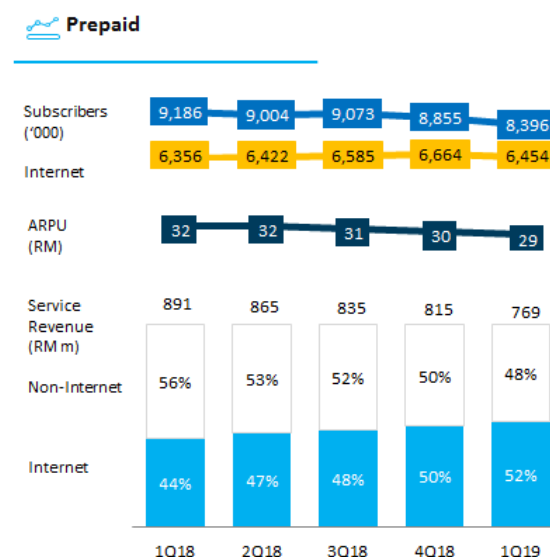 Prepaid
Subscribers
(‘000)
9,186 9,004 9,073 8,855 8,396
Internet
6,356 6,422 6,585 6,664 6,454
ARPU
(RM)
32 32 31 30 29
Service
Revenue
(RM m)
891 865 835 815 769
Non-Internet
56% 53% 52% 50% 48%
Internet
44% 47% 48% 50% 52%
1Q18 2Q18 3Q18 4Q18 1Q19